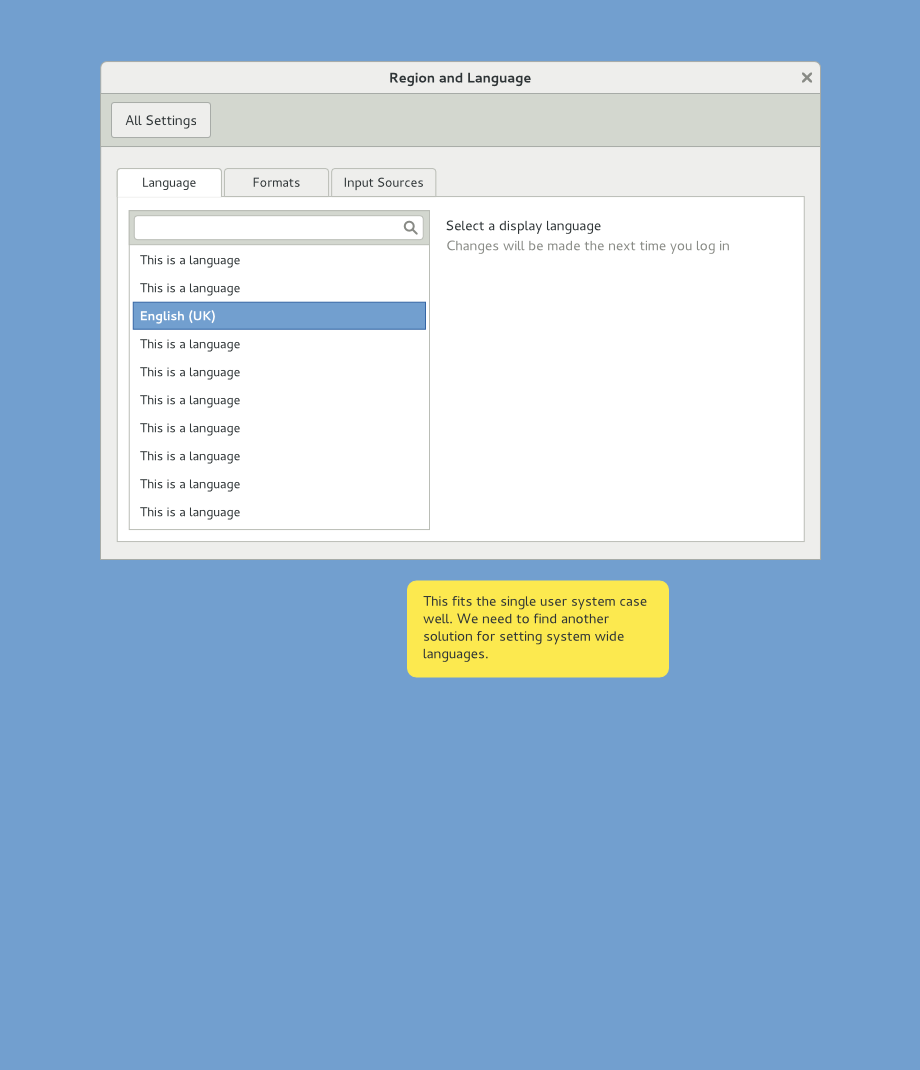 Region and Language
All Settings
Language
Formats
Input Sources
This is a language
This is a language
English (UK)
This is a language
This is a language
This is a language
This is a language
This is a language
This is a language
This is a language
Select a display language
Changes will be made the next time you log in
This fits the single user system case
well. We need to find another
solution for setting system wide
languages.